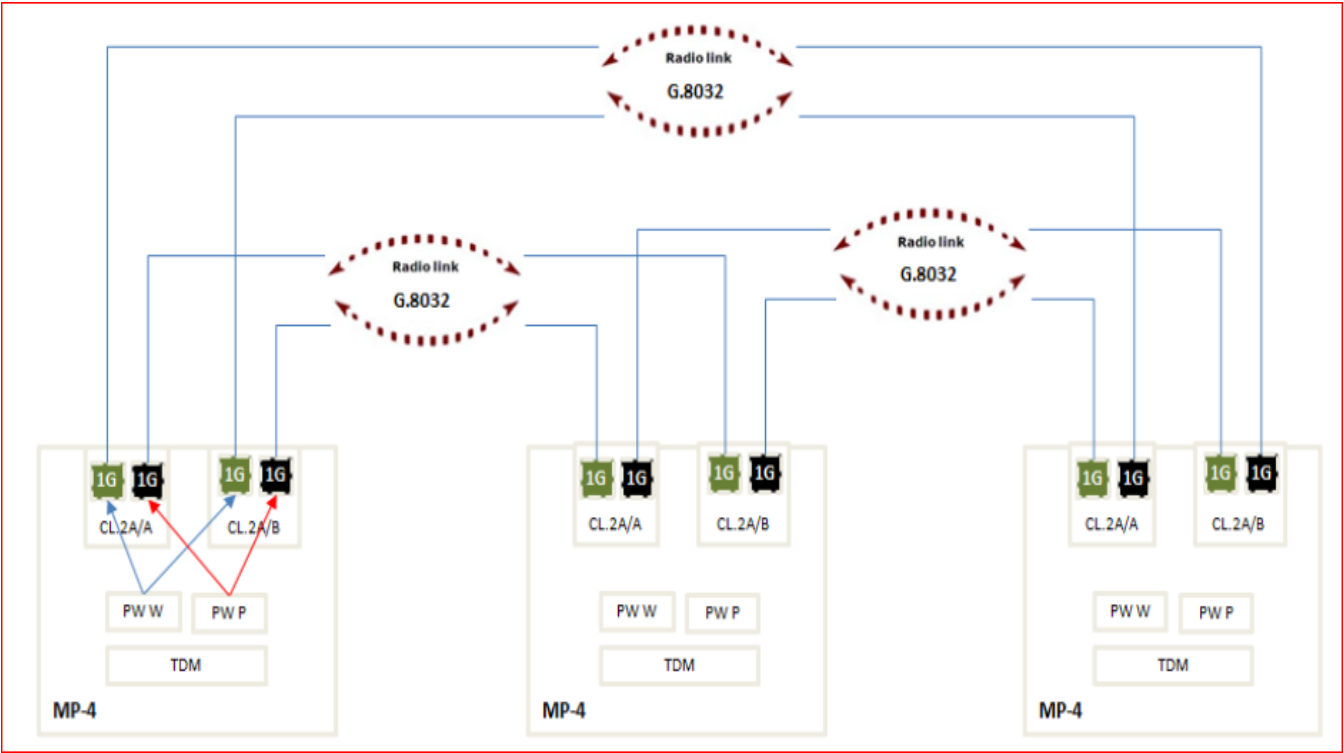 Radio link
G.8032
Radio link
G.8032
Radio link
G.8032
1G 1G 1G 1G
CL.2A/A CL.2A/B
PW W PW P
TDM
MP-4
1G 1G 1G 1G
CL.2A/A CL.2A/B
PW W PW P
TDM
MP-4
1G 1G 1G 1G
CL.2A/A CL.2A/B
PW W PW P
TDM
MP-4